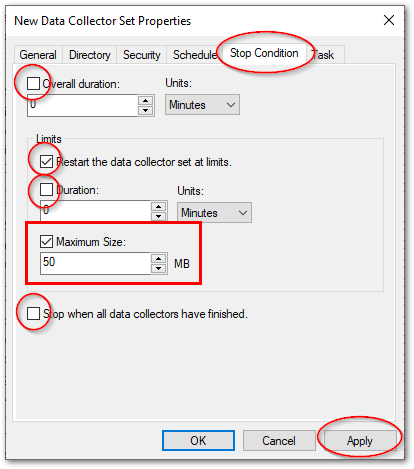 New Data Collector Set Properties
General Directory Security Schedule Stop Condition Task
Overall duration: Units:
0 Minutes
Limits
Restart the data collector set at limits.
Duration: Units:
0 Minutes
Maximum Size:
50 MB
Stop when all data collectors have finished.
OK Cancel Apply